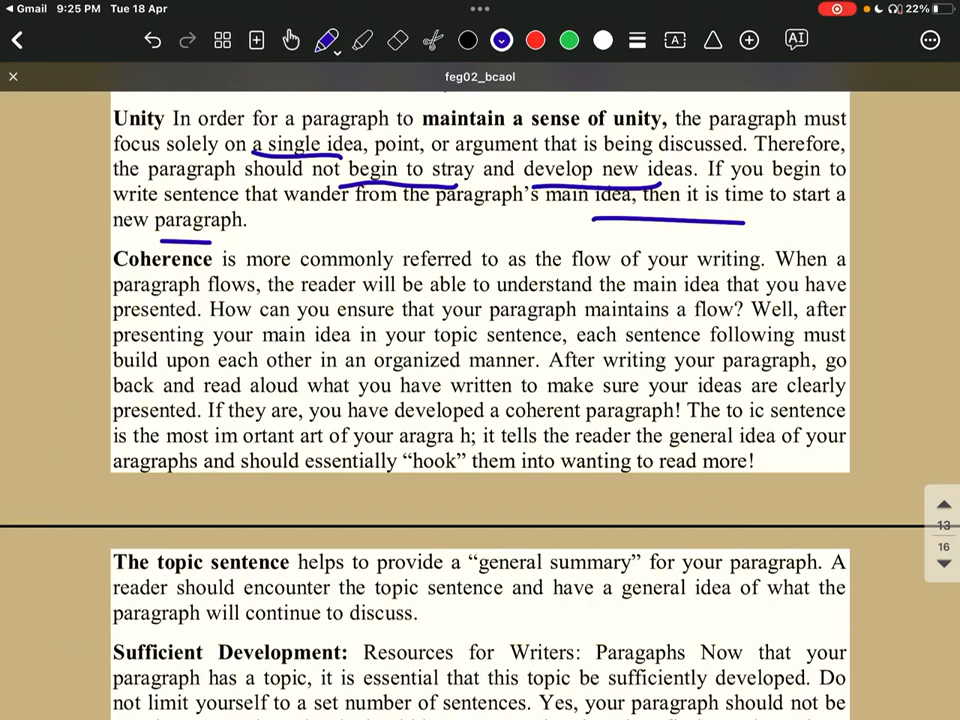 Gmail 9:25 PM Tue 18 Apr 22%
A AI
feg02_bcaol
Unity In order for a paragraph to maintain a sense of unity, the paragraph must
focus solely on a single idea, point, or argument that is being discussed. Therefore,
the paragraph should not begin to stray and develop new ideas. If you begin to
write sentence that wander from the paragraph's main idea, then it is time to start a
new paragraph.
Coherence is more commonly referred to as the flow of your writing. When a
paragraph flows, the reader will be able to understand the main idea that you have
presented. How can you ensure that your paragraph maintains a flow? Well, after
presenting your main idea in your topic sentence, each sentence following must
build upon each other in an organized manner. After writing your paragraph, go
back and read aloud what you have written to make sure your ideas are clearly
presented. If they are, you have developed a coherent paragraph! The to ic sentence
is the most im ortant art of your aragra h; it tells the reader the general idea of your
aragraphs and should essentially “hook” them into wanting to read more!
13
16
The topic sentence helps to provide a “general summary” for your paragraph. A
reader should encounter the topic sentence and have a general idea of what the
paragraph will continue to discuss.
Sufficient Development: Resources for Writers: Paragaphs Now that your
paragraph has a topic, it is essential that this topic be sufficiently developed. Do
not limit yourself to a set number of sentences. Yes, your paragraph should not be